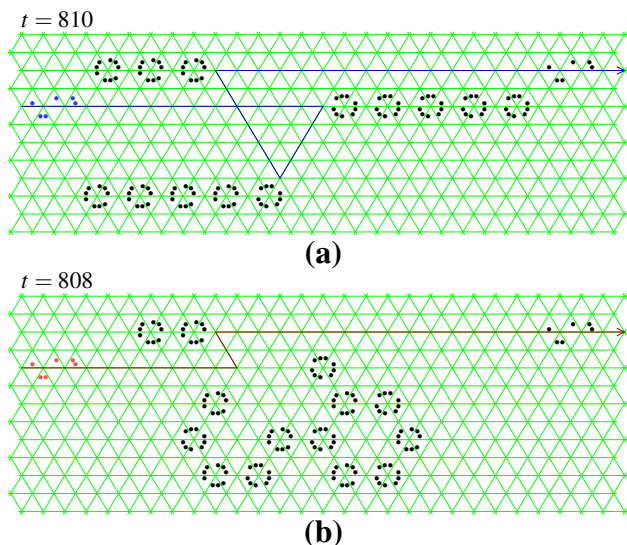 t = 810
(a)
t = 808
(b)